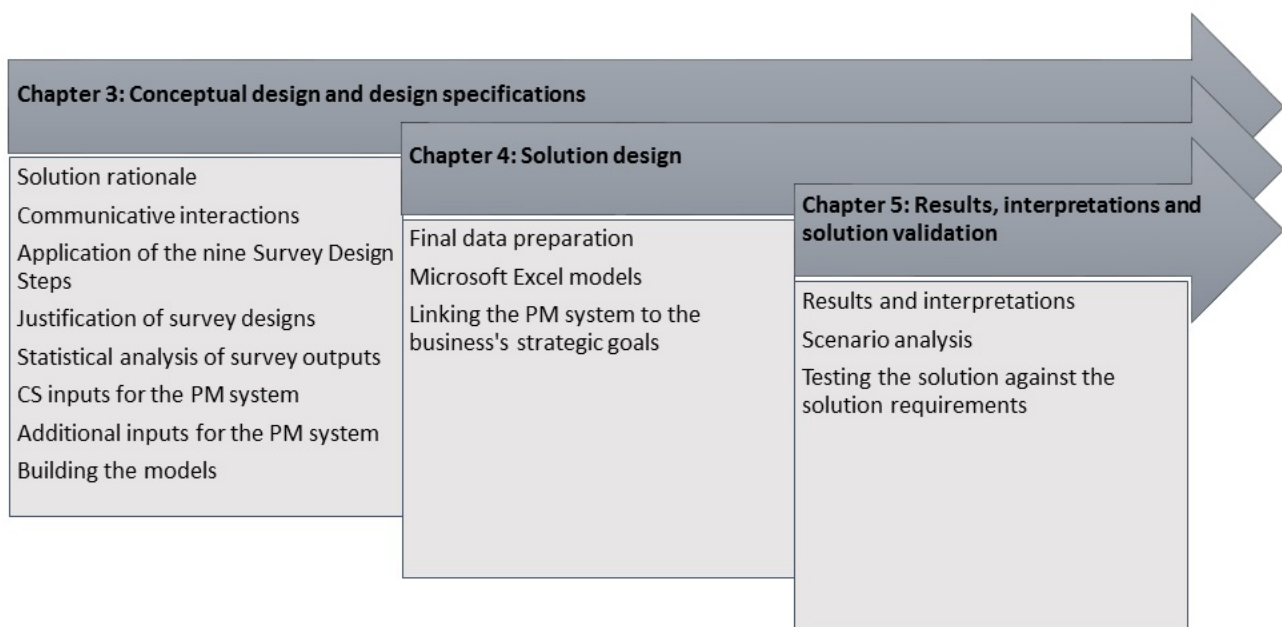 Chapter 3: Conceptual design and design specifications
Solution rationale
Communicative interactions
Application of the nine Survey Design
Steps
Justification of survey designs
Statistical analysis of survey outputs
CS inputs for the PM system
Additional inputs for the PM system
Building the models
Chapter 4: Solution design
Final data preparation
Microsoft Excel models
Linking the PM system to the
business's strategic goals
Chapter 5: Results, interpretations and
solution validation
Results and interpretations
Scenario analysis
Testing the solution against the
solution requirements